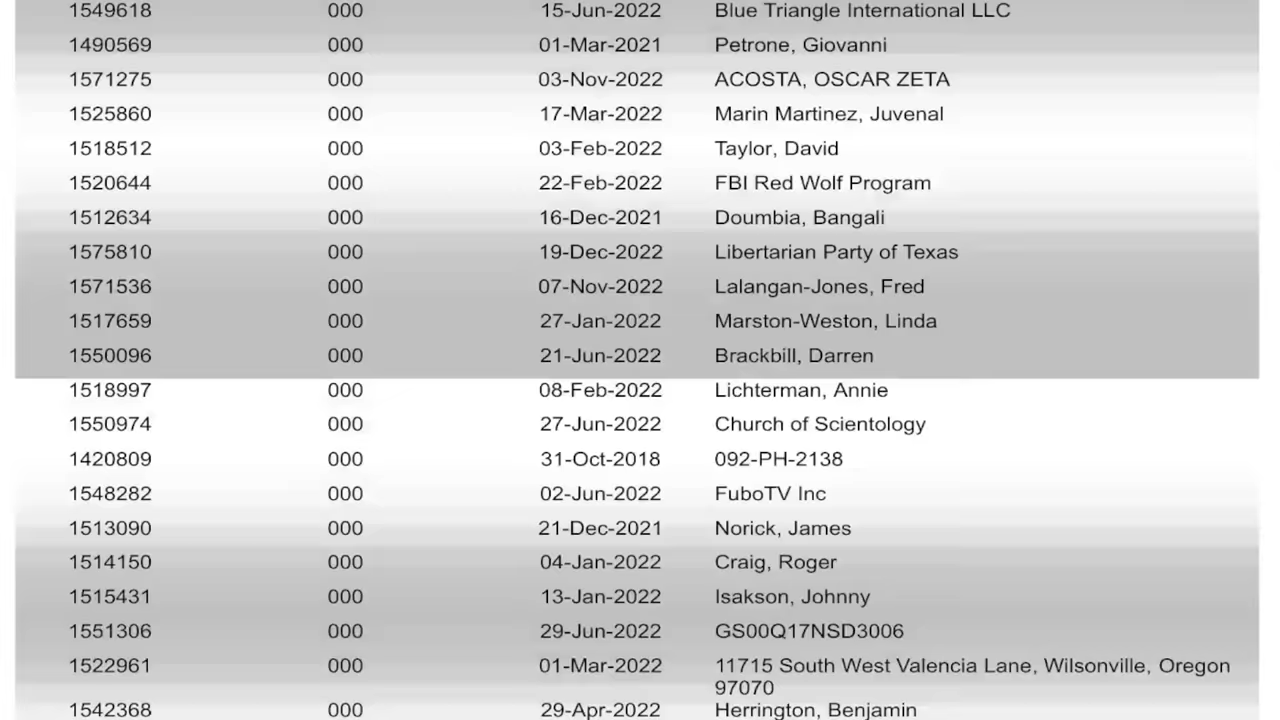 1549618 000 15-Jun-2022 Blue Triangle International LLC
1490569 000 01-Mar-2021 Petrone, Giovanni
1571275 000 03-Nov-2022 ACOSTA, OSCAR ZETA
1525860 000 17-Mar-2022 Marin Martinez, Juvenal
1518512 000 03-Feb-2022 Taylor, David
1520644 000 22-Feb-2022 FBI Red Wolf Program
1512634 000 16-Dec-2021 Doumbia, Bangali
1575810 000 19-Dec-2022 Libertarian Party of Texas
1571536 000 07-Nov-2022 Lalangan-Jones, Fred
1517659 000 27-Jan-2022 Marston-Weston, Linda
1550096 000 21-Jun-2022 Brackbill, Darren
1518997 000 08-Feb-2022 Lichterman, Annie
1550974 000 27-Jun-2022 Church of Scientology
1420809 000 31-Oct-2018 092-PH-2138
1548282 000 02-Jun-2022 FuboTV Inc
1513090 000 21-Dec-2021 Norick, James
1514150 000 04-Jan-2022 Craig, Roger
1515431 000 13-Jan-2022 Isakson, Johnny
1551306 000 29-Jun-2022 GS00Q17NSD3006
1522961 000 01-Mar-2022 11715 South West Valencia Lane, Wilsonville, Oregon
97070
1542368 000 29-Apr-2022 Herrington, Benjamin